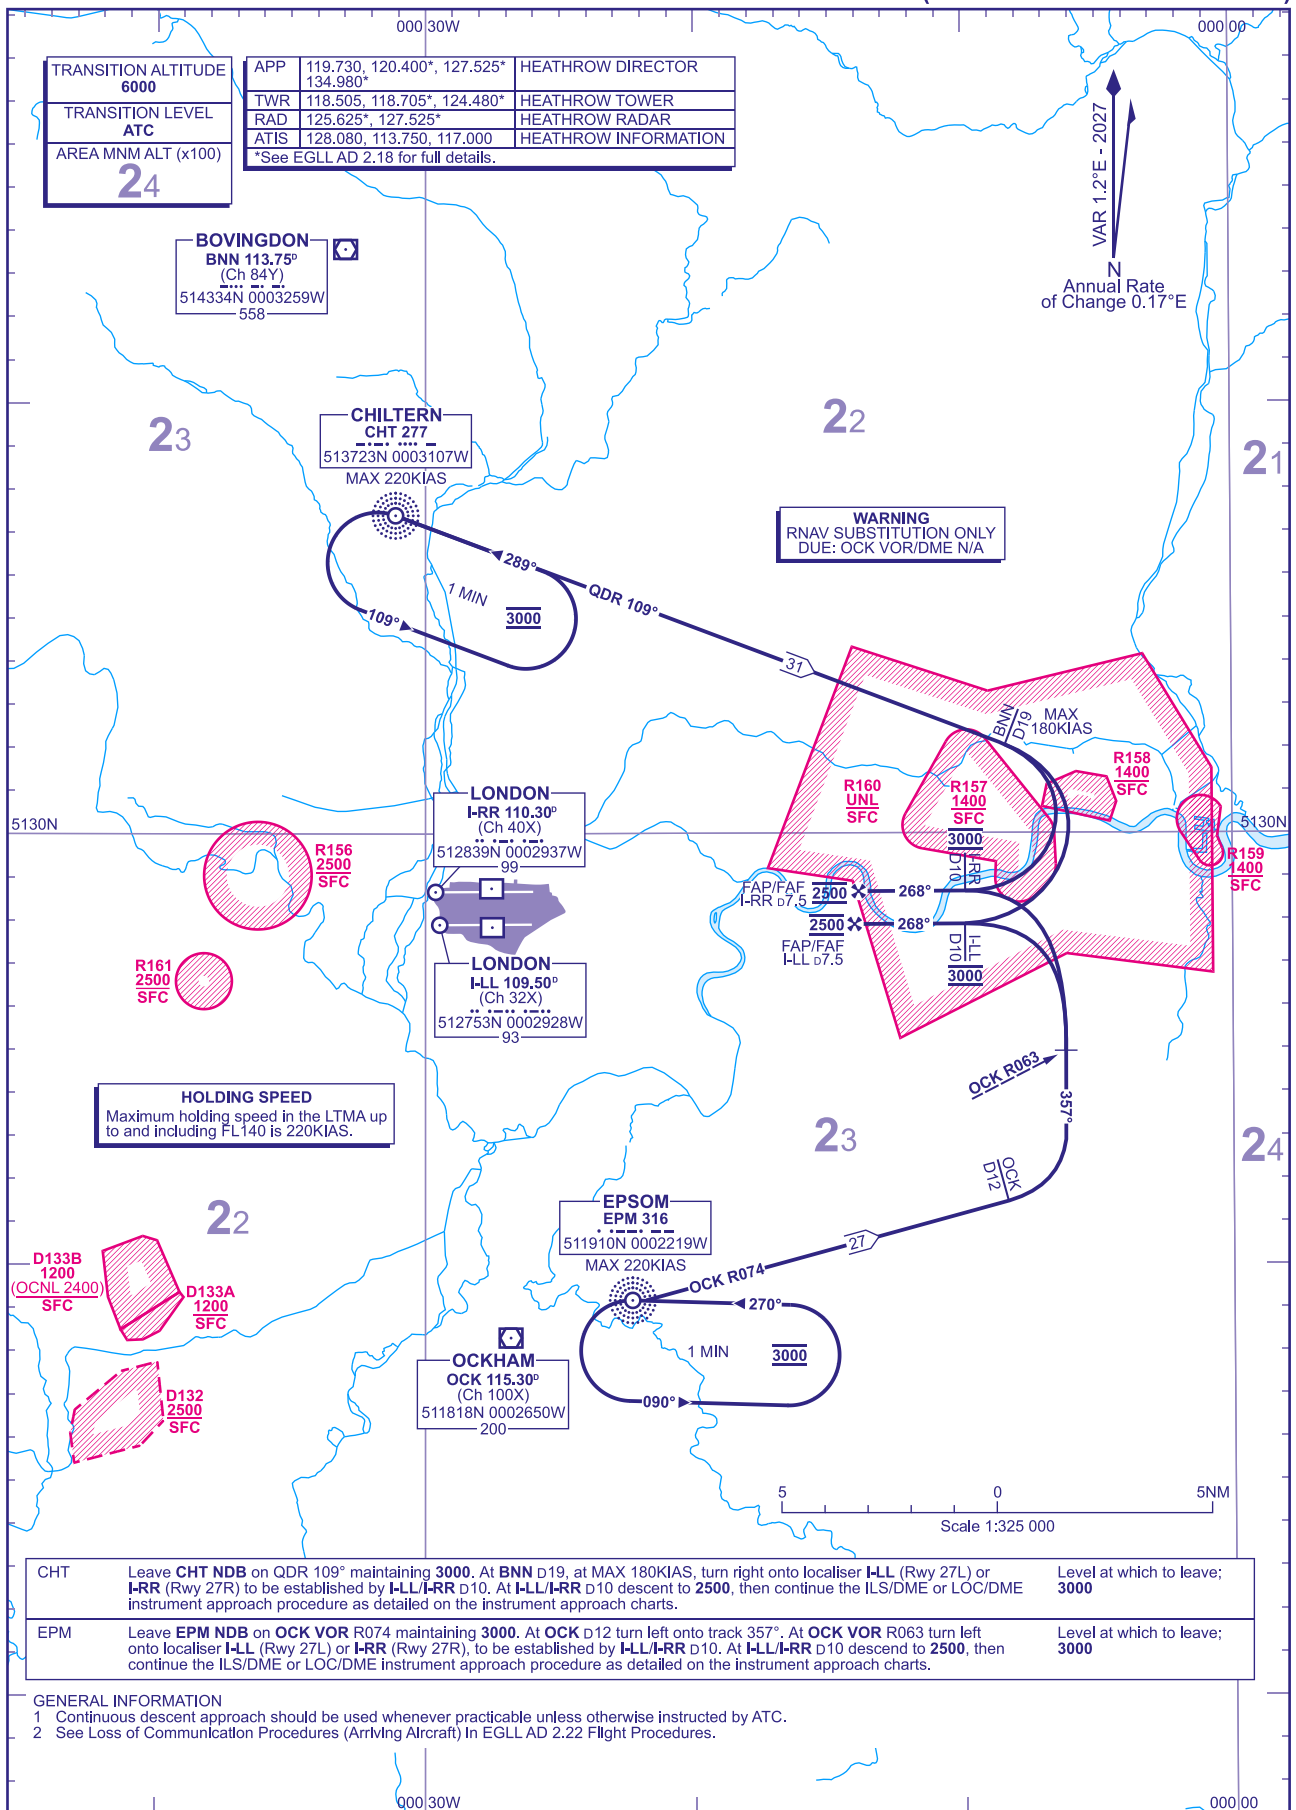 000 30W
000 00
TRANSITION ALTITUDE
6000
TRANSITION LEVEL
ATC
AREA MNM ALT (x100)
24
APP 119.730, 120.400*, 127.525* HEATHROW DIRECTOR
134.980*
TWR 118.505, 118.705*, 124.480* HEATHROW TOWER
RAD 125.625*, 127.525* HEATHROW RADAR
ATIS 128.080, 113.750, 117.000 HEATHROW INFORMATION
*See EGLL AD 2.18 for full details.
VAR 1.2°E - 2027
N
Annual Rate
of Change 0.17°E
BOVINGDON
BNN 113.75ᴰ
(Ch 84Y)
514334N 0003259W
558
CHILTERN
CHT 277
513723N 0003107W
MAX 220KIAS
23
22
21
WARNING
RNAV SUBSTITUTION ONLY
DUE: OCK VOR/DME N/A
289°
QDR 109°
1 MIN
3000
109°
31
BNN
D19
MAX
180KIAS
R158
1400
SFC
R160
UNL
SFC
R157
1400
SFC
LONDON
I-RR 110.30ᴰ
(Ch 40X)
512839N 0002937W
99
5130N
5130N
3000
I-RR
D10
R156
2500
SFC
R159
1400
SFC
FAP/FAF
I-RR D7.5
2500
268°
2500
268°
FAP/FAF
I-LL D7.5
I-LL
D10
3000
R161
2500
SFC
LONDON
I-LL 109.50ᴰ
(Ch 32X)
512753N 0002928W
93
HOLDING SPEED
Maximum holding speed in the LTMA up
to and including FL140 is 220KIAS.
OCK R063
357°
23
24
OCK
D12
22
EPSOM
EPM 316
511910N 0002219W
MAX 220KIAS
27
OCK R074
D133B
1200
(OCNL 2400)
SFC
D133A
1200
SFC
270°
1 MIN
3000
090°
OCKHAM
OCK 115.30ᴰ
(Ch 100X)
511818N 0002650W
200
D132
2500
SFC
5 0 5NM
Scale 1:325 000
CHT Leave CHT NDB on QDR 109° maintaining 3000. At BNN D19, at MAX 180KIAS, turn right onto localiser I-LL (Rwy 27L) or Level at which to leave;
I-RR (Rwy 27R) to be established by I-LL/I-RR D10. At I-LL/I-RR D10 descent to 2500, then continue the ILS/DME or LOC/DME 3000
instrument approach procedure as detailed on the instrument approach charts.
EPM Leave EPM NDB on OCK VOR R074 maintaining 3000. At OCK D12 turn left onto track 357°. At OCK VOR R063 turn left Level at which to leave;
onto localiser I-LL (Rwy 27L) or I-RR (Rwy 27R), to be established by I-LL/I-RR D10. At I-LL/I-RR D10 descend to 2500, then 3000
continue the ILS/DME or LOC/DME instrument approach procedure as detailed on the instrument approach charts.
GENERAL INFORMATION
1 Continuous descent approach should be used whenever practicable unless otherwise instructed by ATC.
2 See Loss of Communication Procedures (Arriving Aircraft) in EGLL AD 2.22 Flight Procedures.
000 30W
000 00